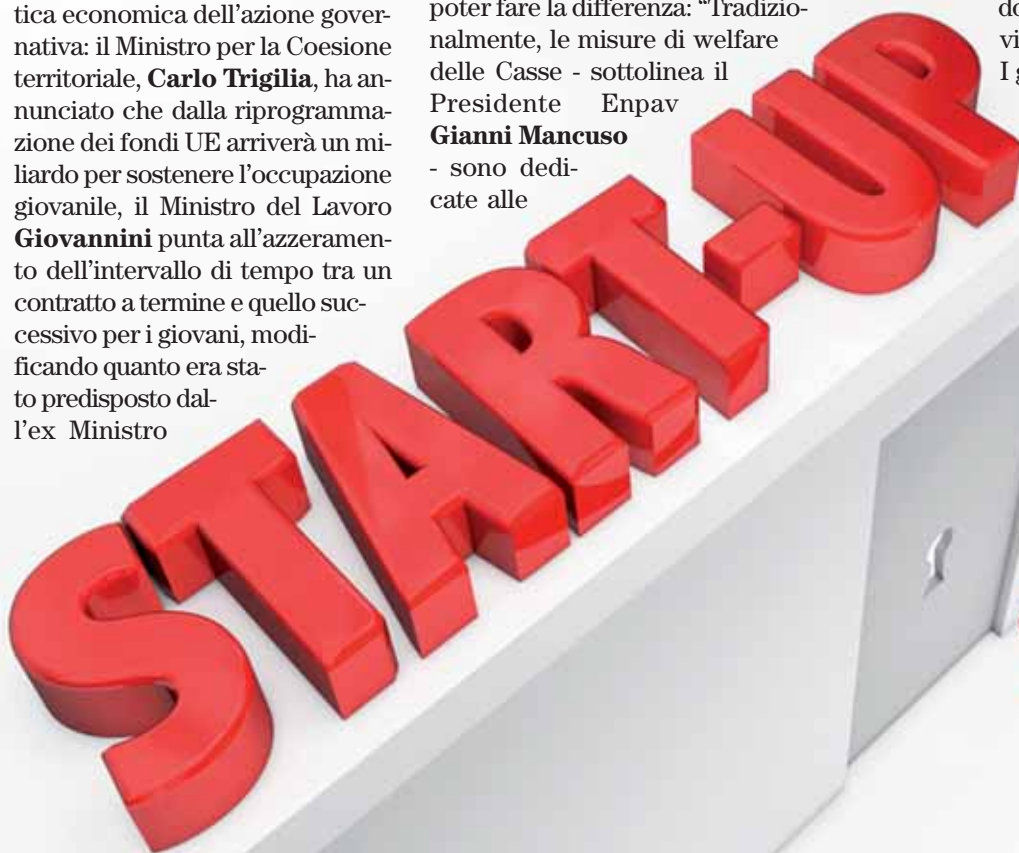 tica economica dell'azione gover-
nativa: il Ministro per la Coesione
territoriale, Carlo Trigilia, ha an-
nunciato che dalla riprogramma-
zione dei fondi UE arriverà un mi-
liardo per sostenere l'occupazione
giovanile, il Ministro del Lavoro
Giovannini punta all'azzeramen-
to dell'intervallo di tempo tra un
contratto a termine e quello suc-
cessivo per i giovani, modi-
ficando quanto era sta-
to predisposto dal-
l'ex Ministro
poter fare la differenza: "Tradizio-
nalmente, le misure di welfare
delle Casse - sottolinea il
Presidente Enpav
Gianni Mancuso
- sono dedi-
cate alle
I g
START-UP